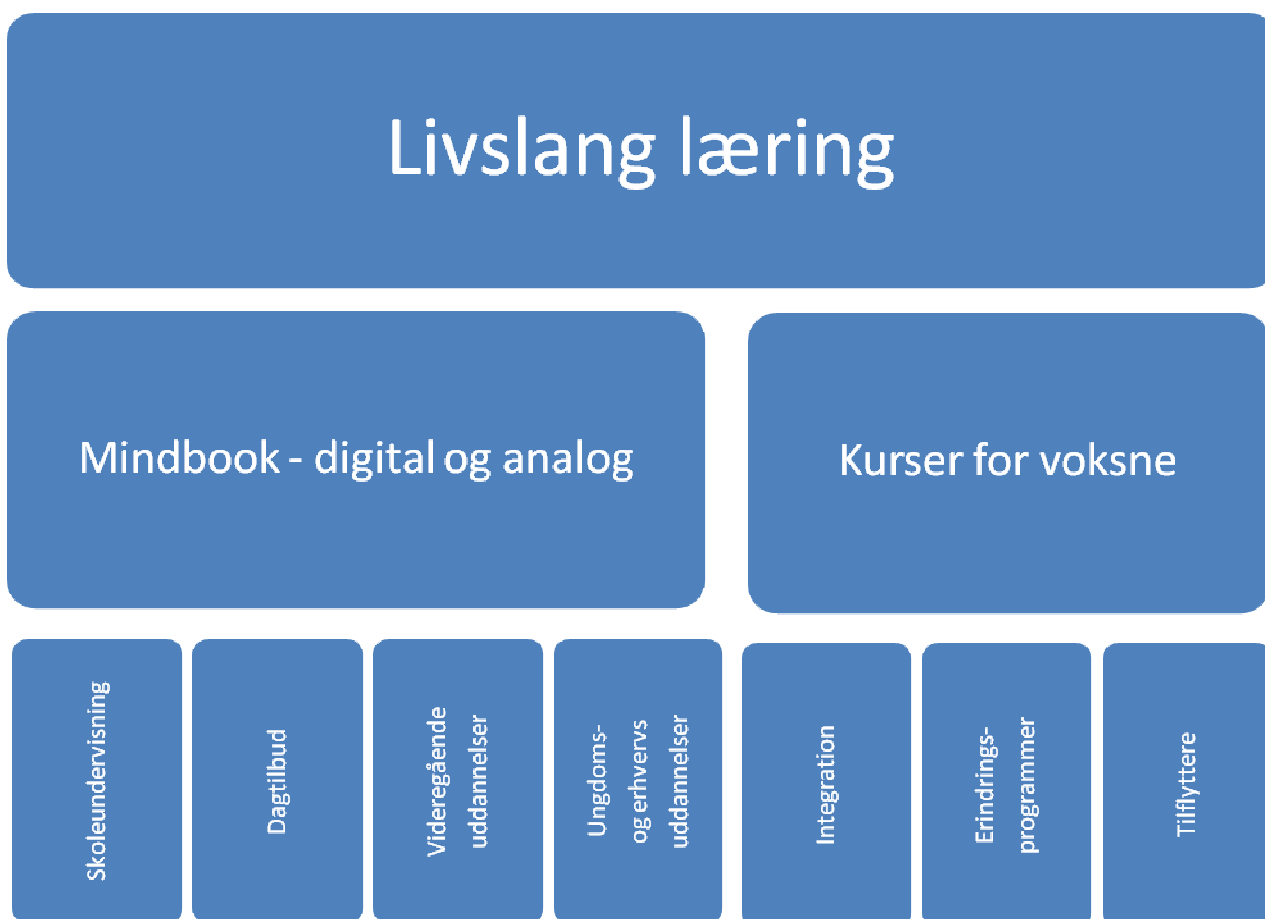 Livslang læring
Mindbook - digital og analog
Kurser for voksne
Skoleundervisning
Dagtilbud
Videregående
uddannelser
Ungdoms-
og erhvervs
uddannelser
Integration
Erindrings-
programmer
Tilflyttere